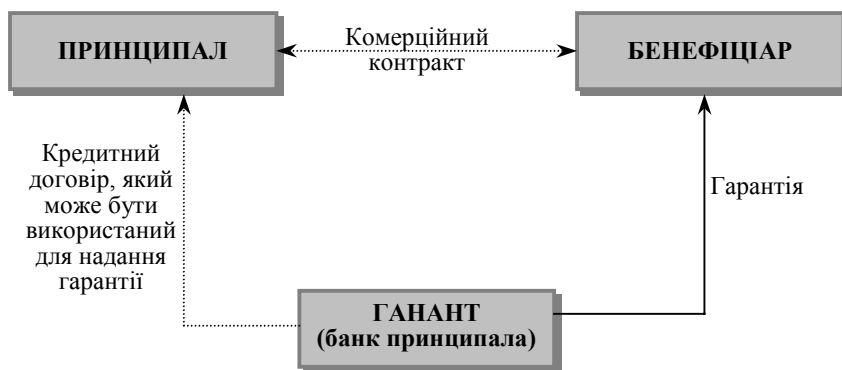 ПРИНЦИПАЛ
Комерційний
контракт
БЕНЕФІЦІАР
Кредитний
договір, який
може бути
використаний
для надання
гарантії
Гарантія
ГАНАНТ
(банк принципала)